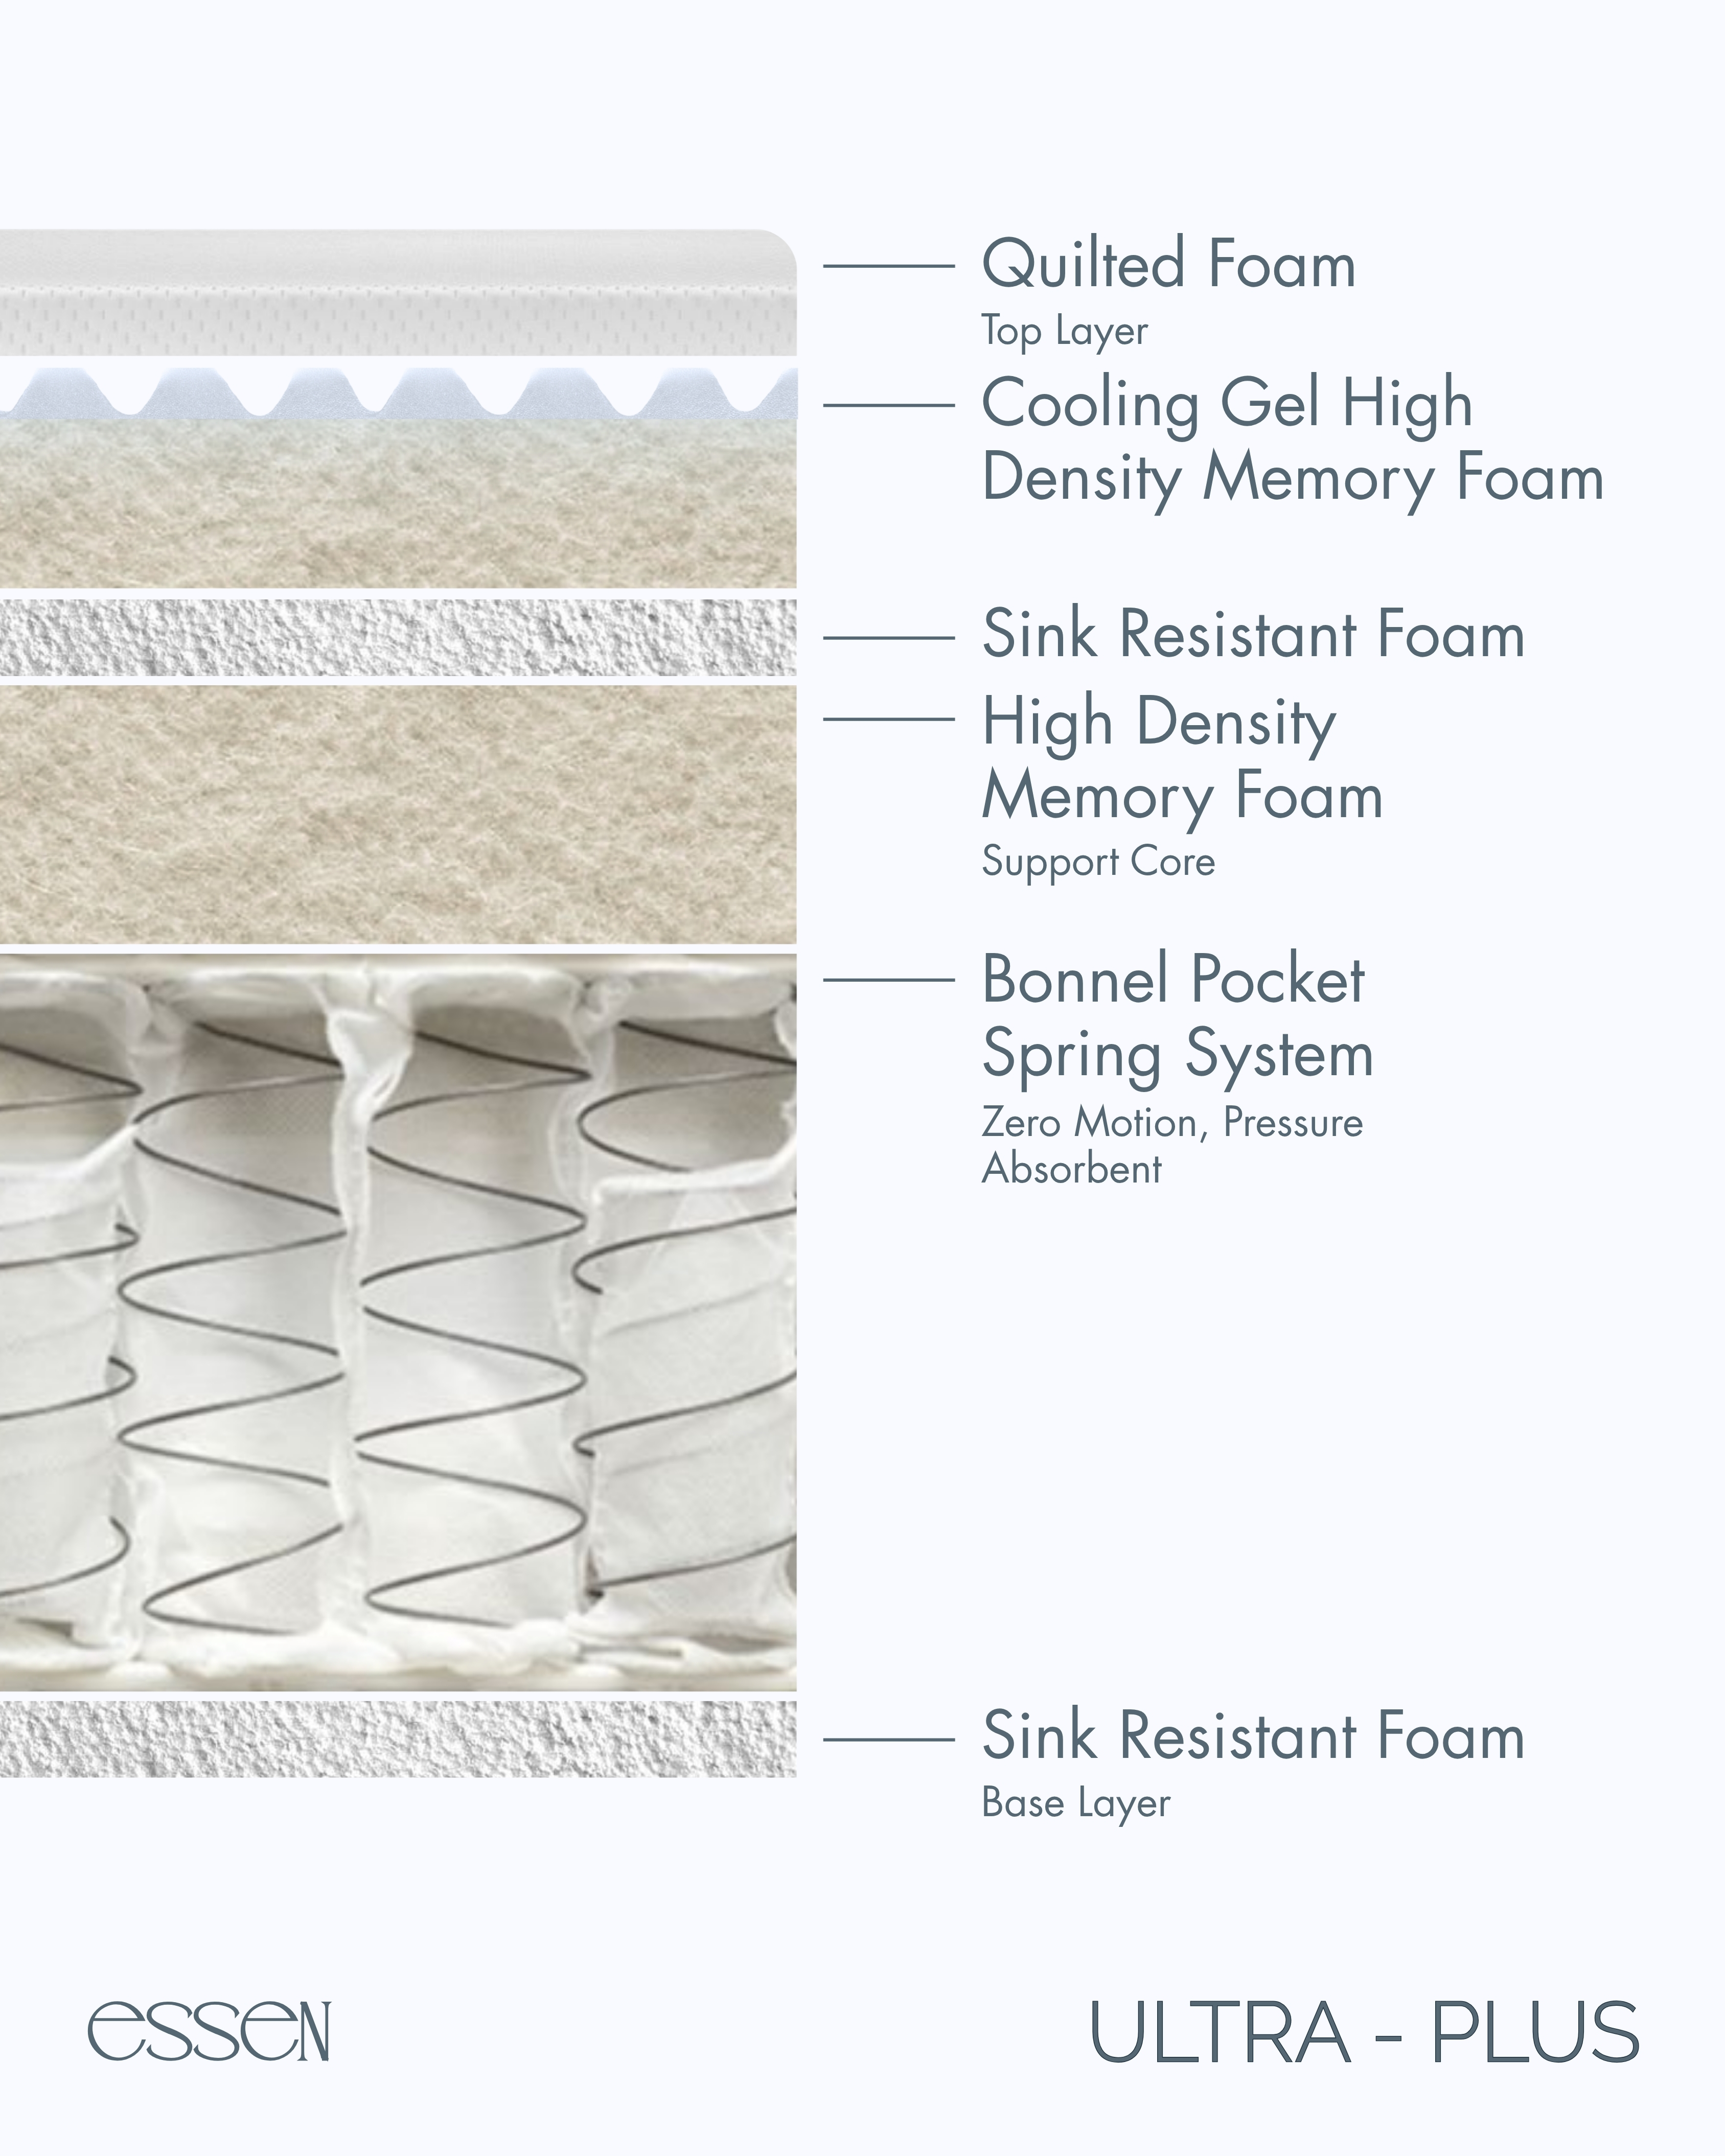 Quilted Foam
Top Layer
Cooling Gel High
Density Memory Foam
Sink Resistant Foam
High Density
Memory Foam
Support Core
Bonnel Pocket
Spring System
Zero Motion, Pressure
Absorbent
Sink Resistant Foam
Base Layer
essen
ULTRA - PLUS